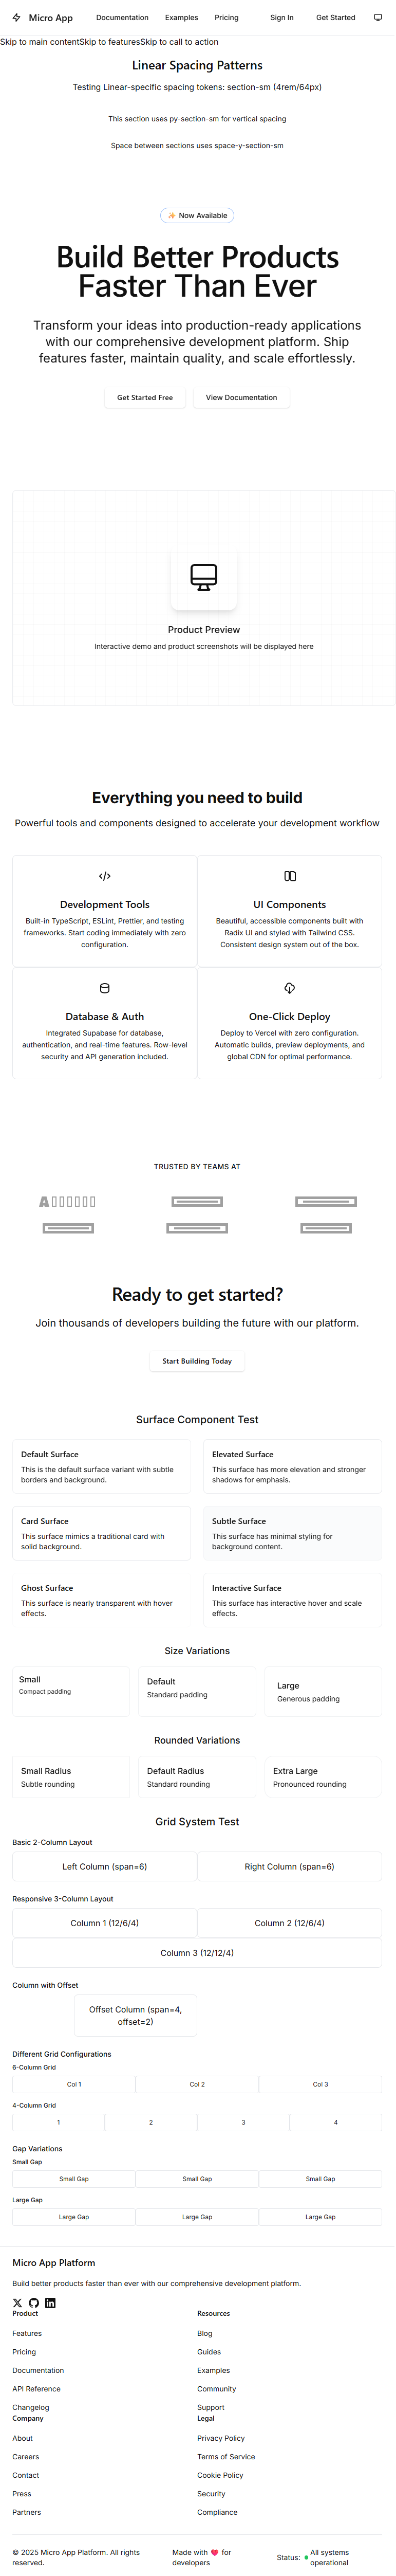 Micro App
Documentation
Examples
Pricing
Sign In
Get Started
Skip to main contentSkip to featuresSkip to call to action
Linear Spacing Patterns
Testing Linear-specific spacing tokens: section-sm (4rem/64px)
This section uses py-section-sm for vertical spacing
Space between sections uses space-y-section-sm
✨ Now Available
Build Better Products
Faster Than Ever
Transform your ideas into production-ready applications
with our comprehensive development platform. Ship
features faster, maintain quality, and scale effortlessly.
Get Started Free
View Documentation
Product Preview
Interactive demo and product screenshots will be displayed here
Everything you need to build
Powerful tools and components designed to accelerate your development workflow
Development Tools
Built-in TypeScript, ESLint, Prettier, and testing
frameworks. Start coding immediately with zero
configuration.
UI Components
Beautiful, accessible components built with
Radix UI and styled with Tailwind CSS.
Consistent design system out of the box.
Database & Auth
Integrated Supabase for database,
authentication, and real-time features. Row-level
security and API generation included.
One-Click Deploy
Deploy to Vercel with zero configuration.
Automatic builds, preview deployments, and
global CDN for optimal performance.
TRUSTED BY TEAMS AT
Ready to get started?
Join thousands of developers building the future with our platform.
Start Building Today
Surface Component Test
Default Surface
This is the default surface variant with subtle
borders and background.
Elevated Surface
This surface has more elevation and stronger
shadows for emphasis.
Card Surface
This surface mimics a traditional card with
solid background.
Subtle Surface
This surface has minimal styling for
background content.
Ghost Surface
This surface is nearly transparent with hover
effects.
Interactive Surface
This surface has interactive hover and scale
effects.
Size Variations
Small
Compact padding
Default
Standard padding
Large
Generous padding
Rounded Variations
Small Radius
Subtle rounding
Default Radius
Standard rounding
Extra Large
Pronounced rounding
Grid System Test
Basic 2-Column Layout
Left Column (span=6)
Right Column (span=6)
Responsive 3-Column Layout
Column 1 (12/6/4)
Column 2 (12/6/4)
Column 3 (12/12/4)
Column with Offset
Offset Column (span=4,
offset=2)
Different Grid Configurations
6-Column Grid
Col 1
Col 2
Col 3
4-Column Grid
1
2
3
4
Gap Variations
Small Gap
Small Gap
Small Gap
Small Gap
Large Gap
Large Gap
Large Gap
Large Gap
Micro App Platform
Build better products faster than ever with our comprehensive development platform.
Product
Features
Pricing
Documentation
API Reference
Changelog
Resources
Blog
Guides
Examples
Community
Support
Company
About
Careers
Contact
Press
Partners
Legal
Privacy Policy
Terms of Service
Cookie Policy
Security
Compliance
© 2025 Micro App Platform. All rights
reserved.
Made with ❤️ for
developers
Status:
All systems
operational